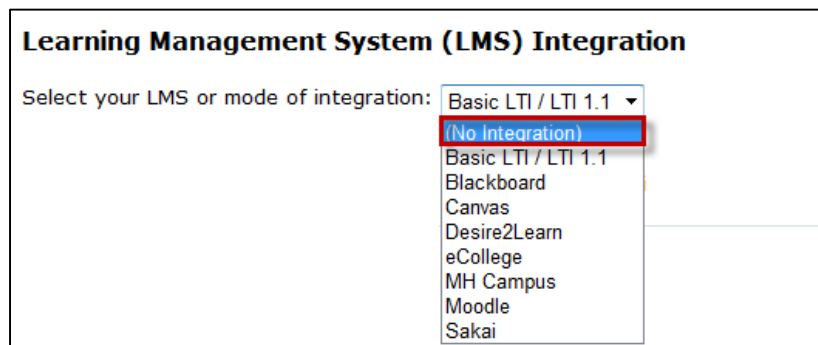 Learning Management System (LMS) Integration
Select your LMS or mode of integration: Basic LTI / LTI 1.1
(No Integration)
Basic LTI / LTI 1.1
Blackboard
Canvas
Desire2Learn
eCollege
MH Campus
Moodle
Sakai